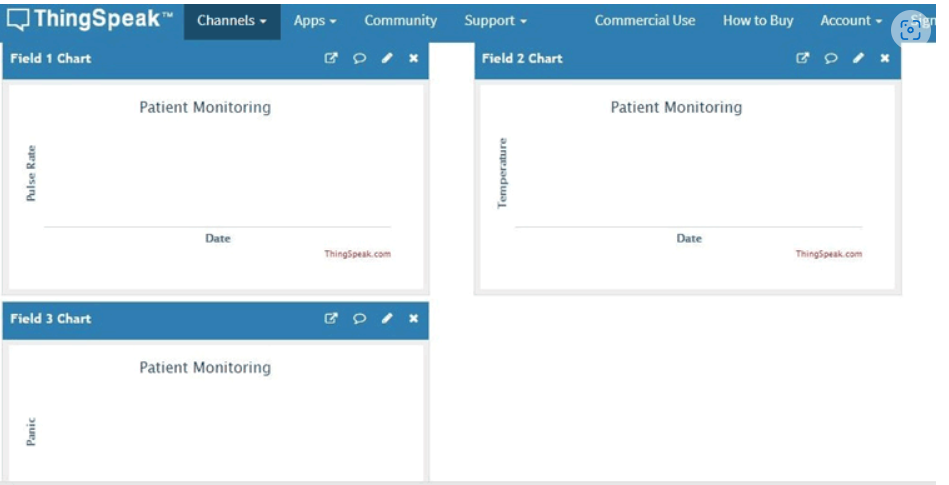 ThingSpeak™ Channels Apps Community Support Commercial Use How to Buy Account Sign
Field 1 Chart
Patient Monitoring
Pulse Rate
Date
ThingSpeak.com
Field 2 Chart
Patient Monitoring
Temperature
Date
ThingSpeak.com
Field 3 Chart
Patient Monitoring
Panic